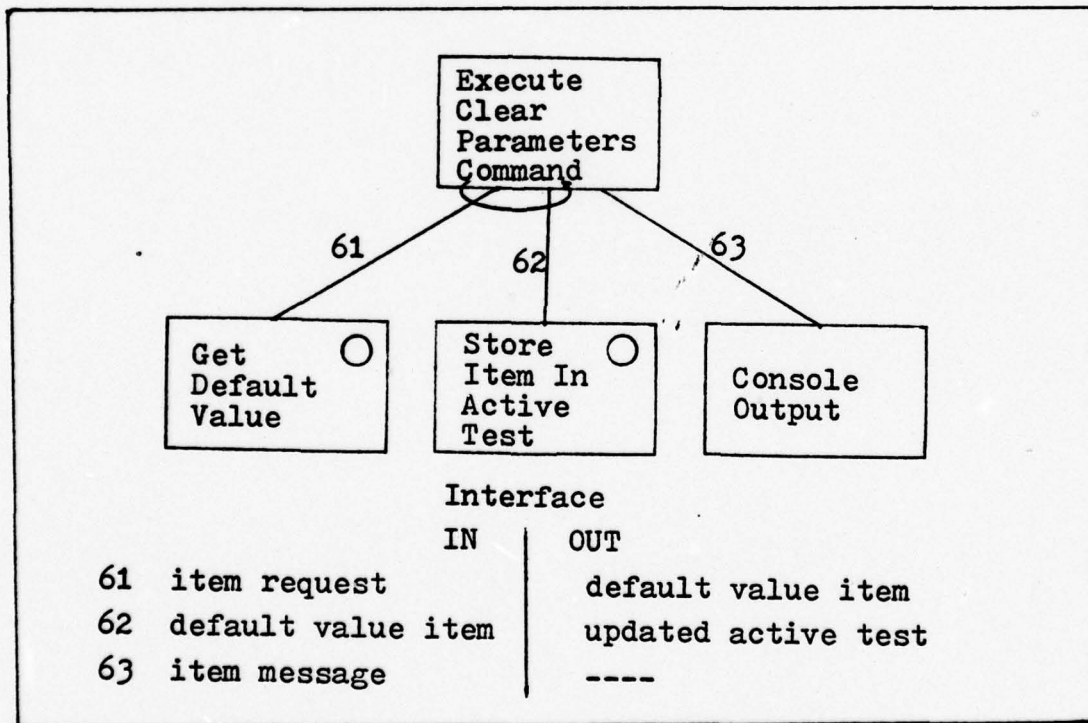 Execute
Clear
Parameters
Command
61
62
63
Get
Default
Value
Store
Item In
Active
Test
Console
Output
Interface
IN OUT
61 item request default value item
62 default value item updated active test
63 item message ----